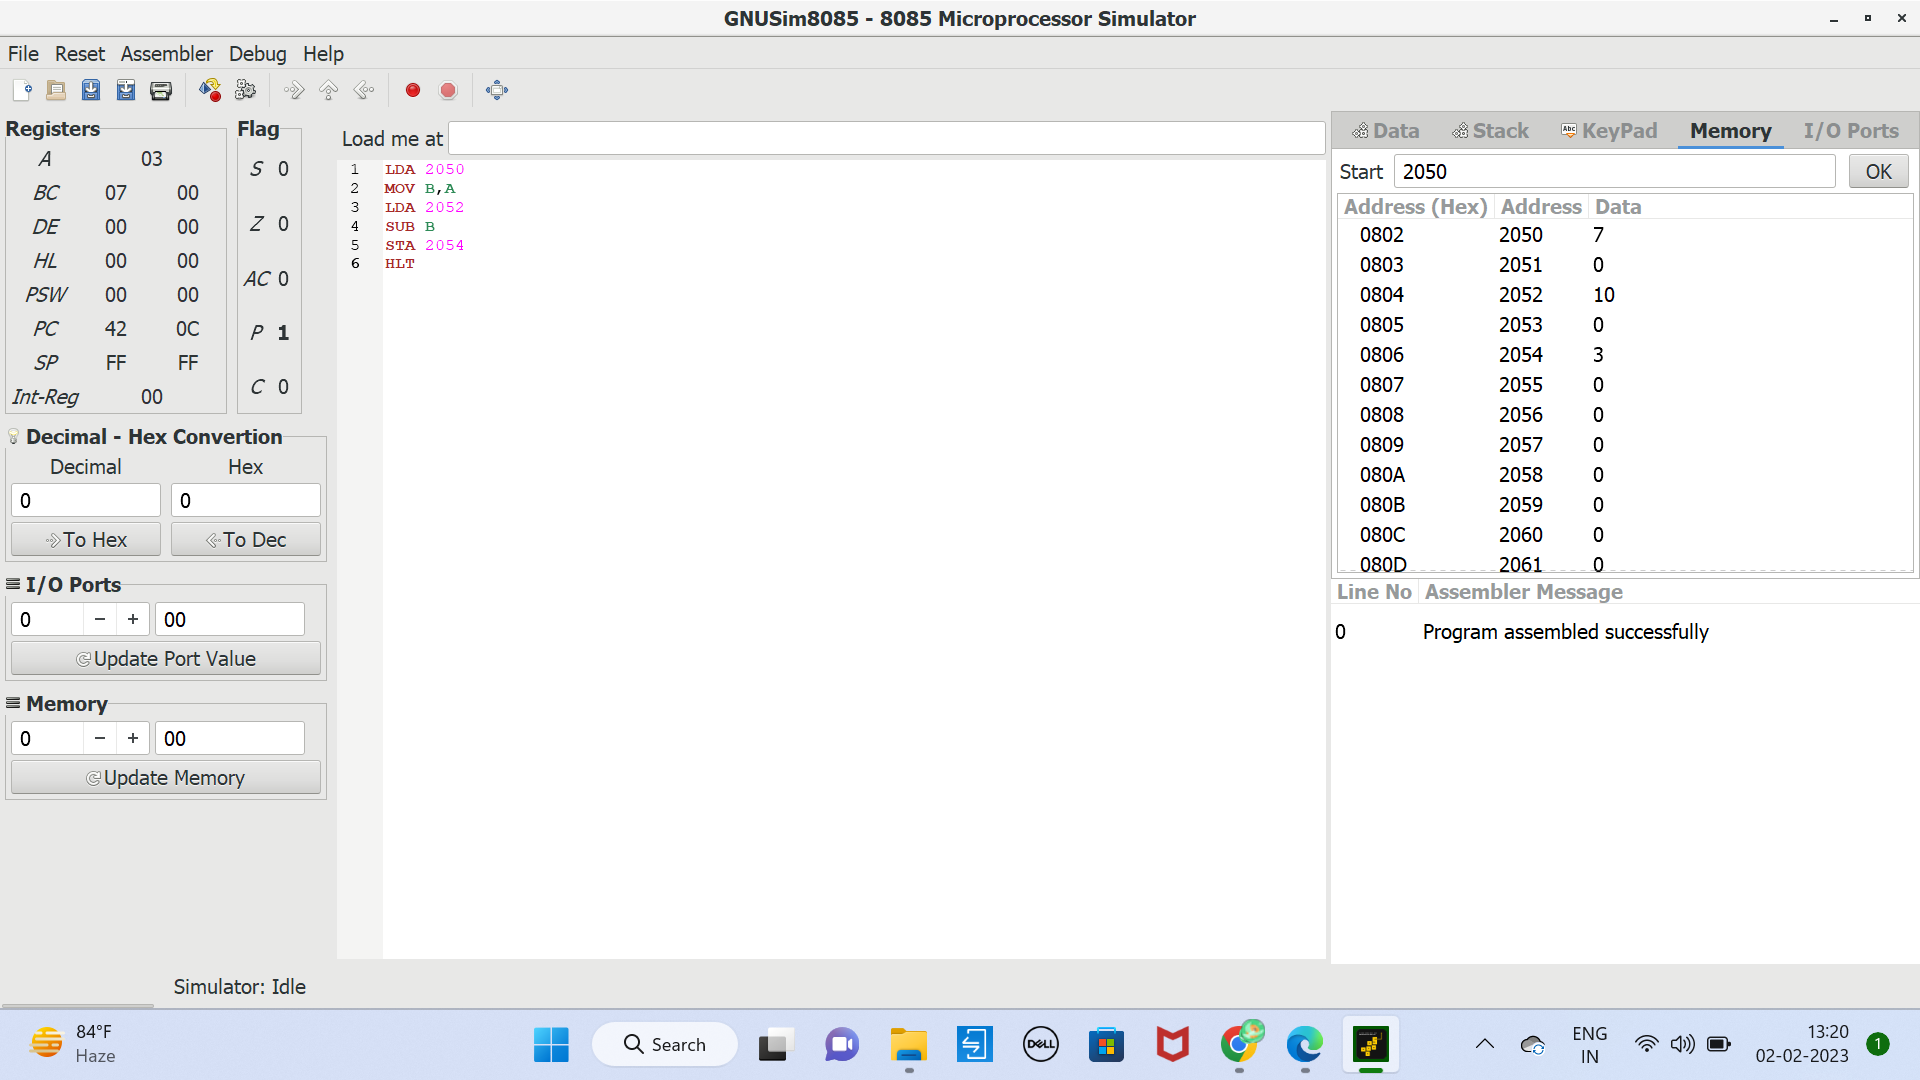 GNUSim8085 - 8085 Microprocessor Simulator
File Reset Assembler Debug Help
Registers
A 03
BC 07 00
DE 00 00
HL 00 00
PSW 00 00
PC 42 0C
SP FF FF
Int-Reg 00
Flag
S 0
Z 0
AC 0
P 1
C 0
Decimal - Hex Convertion
Decimal Hex
0 0
To Hex To Dec
I/O Ports
0 − + 00
Update Port Value
Memory
0 − + 00
Update Memory
Load me at
1 LDA 2050
2 MOV B,A
3 LDA 2052
4 SUB B
5 STA 2054
6 HLT
Data Stack Abc KeyPad Memory I/O Ports
Start 2050 OK
Address (Hex) Address Data
0802 2050 7
0803 2051 0
0804 2052 10
0805 2053 0
0806 2054 3
0807 2055 0
0808 2056 0
0809 2057 0
080A 2058 0
080B 2059 0
080C 2060 0
080D 2061 0
Line No Assembler Message
0 Program assembled successfully
Simulator: Idle
84°F
Haze
Search
DELL
ENG
IN
13:20
02-02-2023
1